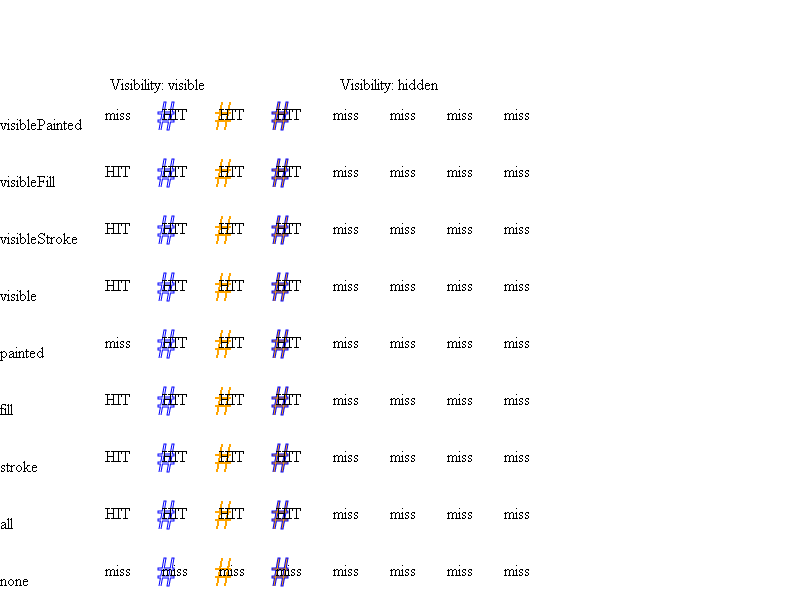 Visibility: visible Visibility: hidden
visiblePainted miss # HIT # HIT # HIT miss miss miss miss
visibleFill HIT # HIT # HIT # HIT miss miss miss miss
visibleStroke HIT # HIT # HIT # HIT miss miss miss miss
visible HIT # HIT # HIT # HIT miss miss miss miss
painted miss # HIT # HIT # HIT miss miss miss miss
fill HIT # HIT # HIT # HIT miss miss miss miss
stroke HIT # HIT # HIT # HIT miss miss miss miss
all HIT # HIT # HIT # HIT miss miss miss miss
none miss # miss # miss # miss miss miss miss miss